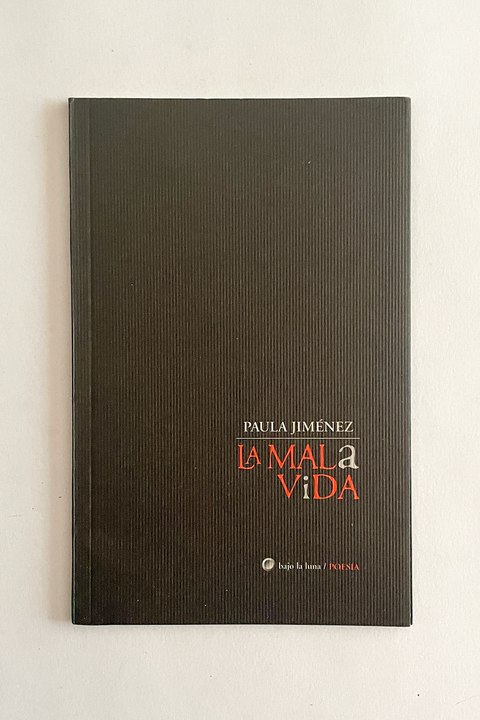 PAULA JIMÉNEZ
LA MALa
ViDA
bajo la luna / POESÍA